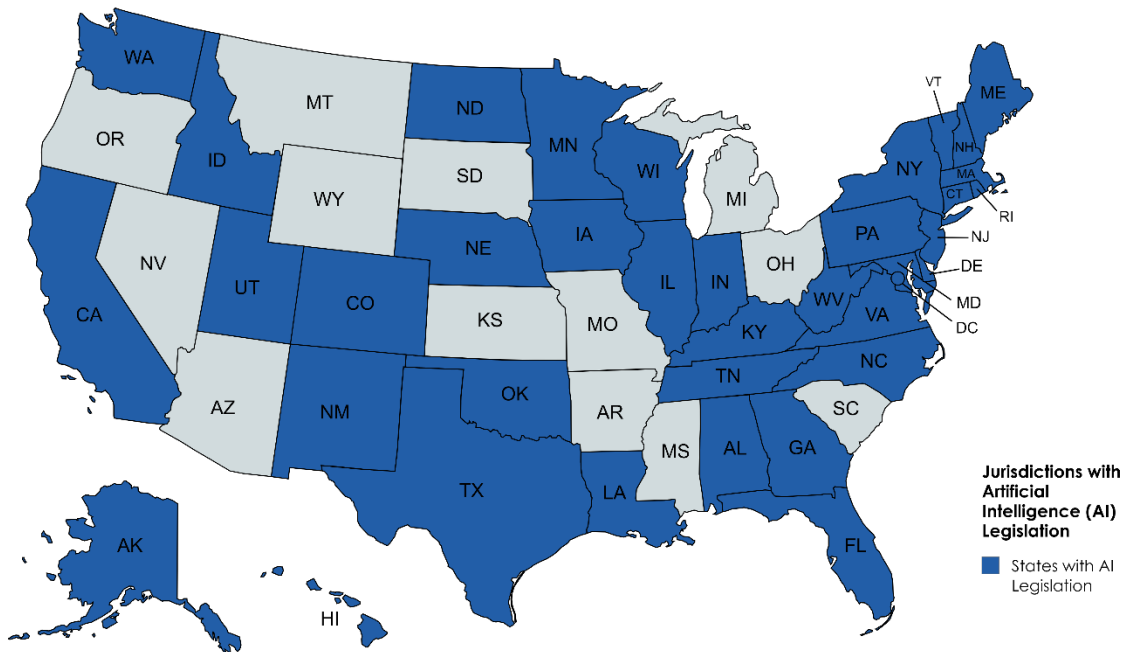 WA
MT
ND
MN
VT
ME
OR
ID
SD
WI
NY
NH
MA
WY
MI
CT
RI
NE
IA
PA
NJ
NV
UT
CO
IL
IN
OH
DE
CA
KS
MO
WV
MD
KY
VA
DC
AZ
NM
OK
TN
NC
AR
SC
MS
AL
GA
TX
LA
FL
AK
HI
Jurisdictions with
Artificial
Intelligence (AI)
Legislation
States with AI
Legislation